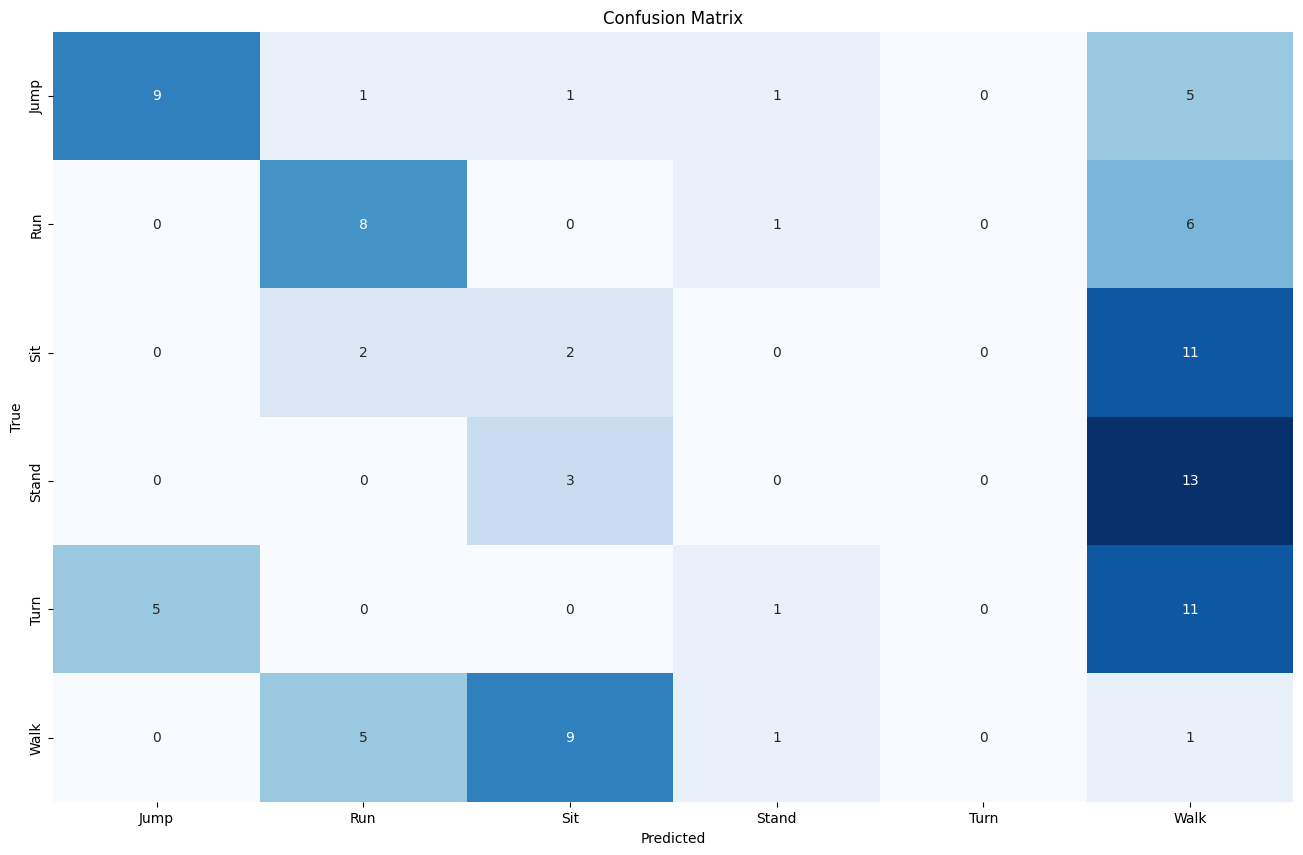 Confusion Matrix
Jump 9 1 1 1 0 5
Run 0 8 0 1 0 6
Sit 0 2 2 0 0 11
Stand 0 0 3 0 0 13
Turn 5 0 0 1 0 11
Walk 0 5 9 1 0 1
True
Jump Run Sit Stand Turn Walk
Predicted